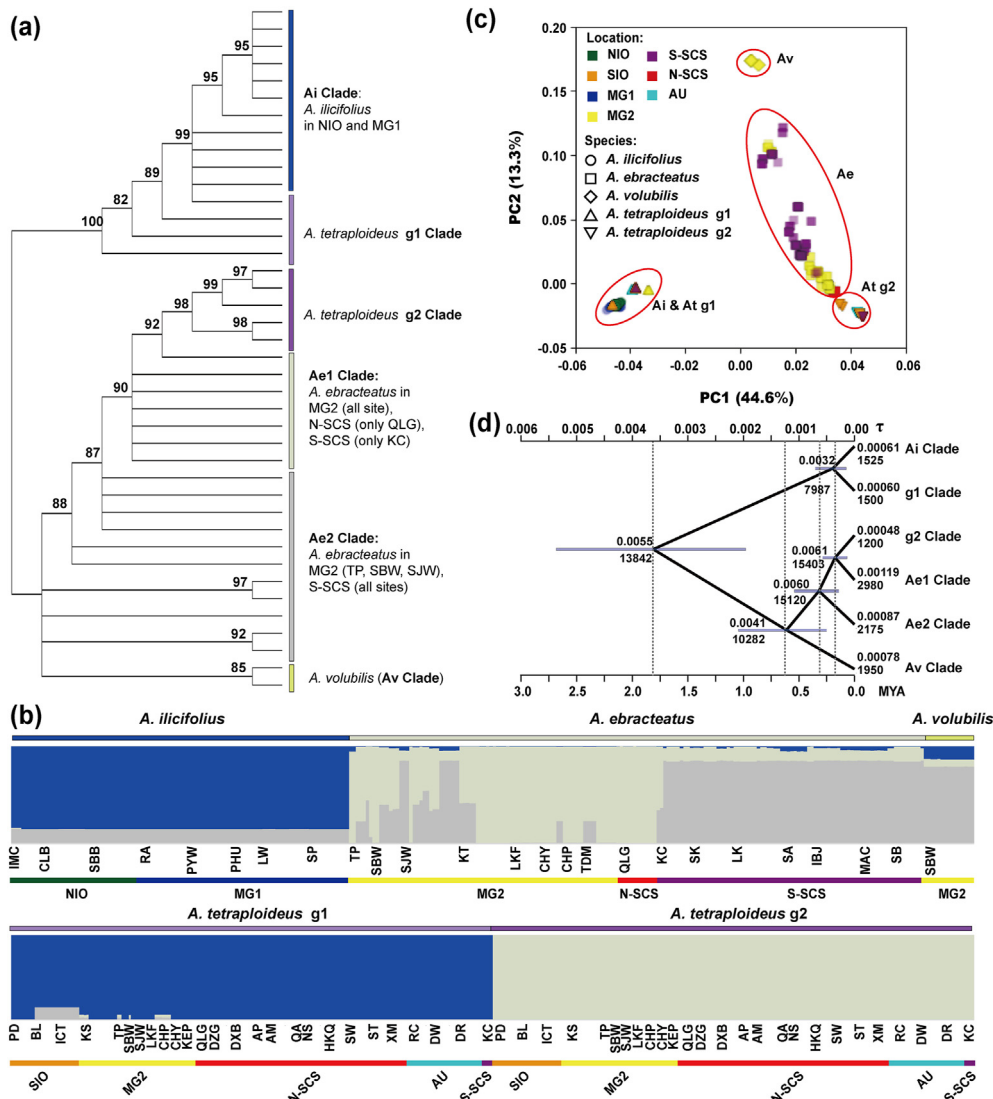 (a)
95
95
99
89
82
100
97
99
98
98
92
90
87
88
97
92
85
Ai Clade:
A. ilicifolius
in NIO and MG1
A. tetraploideus g1 Clade
A. tetraploideus g2 Clade
Ae1 Clade:
A. ebracteatus in
MG2 (all site),
N-SCS (only QLG),
S-SCS (only KC)
Ae2 Clade:
A. ebracteatus in
MG2 (TP, SBW, SJW),
S-SCS (all sites)
A. volubilis (Av Clade)
(c)
0.20
0.15
0.10
0.05
0.00
-0.05
PC2 (13.3%)
Location:
NIO S-SCS
SIO N-SCS
MG1 AU
MG2
Species:
A. ilicifolius
A. ebracteatus
A. volubilis
A. tetraploideus g1
A. tetraploideus g2
Av
Ae
At g2
Ai & At g1
-0.06 -0.04 -0.02 0.00 0.02 0.04 0.06
PC1 (44.6%)
(d)
0.006 0.005 0.004 0.003 0.002 0.001 0.00 τ
0.00061
1525
Ai Clade
0.0032
7987
0.00060
1500
g1 Clade
0.0055
13842
0.00048
1200
g2 Clade
0.0061
15403
0.00119
2980
Ae1 Clade
0.0060
15120
0.00087
2175
Ae2 Clade
0.0041
10282
0.00078
1950
Av Clade
3.0 2.5 2.0 1.5 1.0 0.5 0.0 MYA
(b)
A. ilicifolius A. ebracteatus A. volubilis
IMC CLB SBB RA PYW PHU LW SP TP SBW SJW KT LKF CHY CHP TDM QLG KC SK LK SA IBJ MAC SB SBW
NIO MG1 MG2 N-SCS S-SCS MG2
A. tetraploideus g1 A. tetraploideus g2
PD BL ICT KS TP SBW SJW LKF CHP CHY KEP QLG DZG DXB AP AM QA NS HKQ SW ST XM RC DW DR KC PD BL ICT KS TP SBW SJW LKF CHP CHY KEP QLG DZG DXB AP AM QA NS HKQ SW ST XM RC DW DR KC
SIO MG2 N-SCS AU S-SCS SIO MG2 N-SCS AU S-SCS